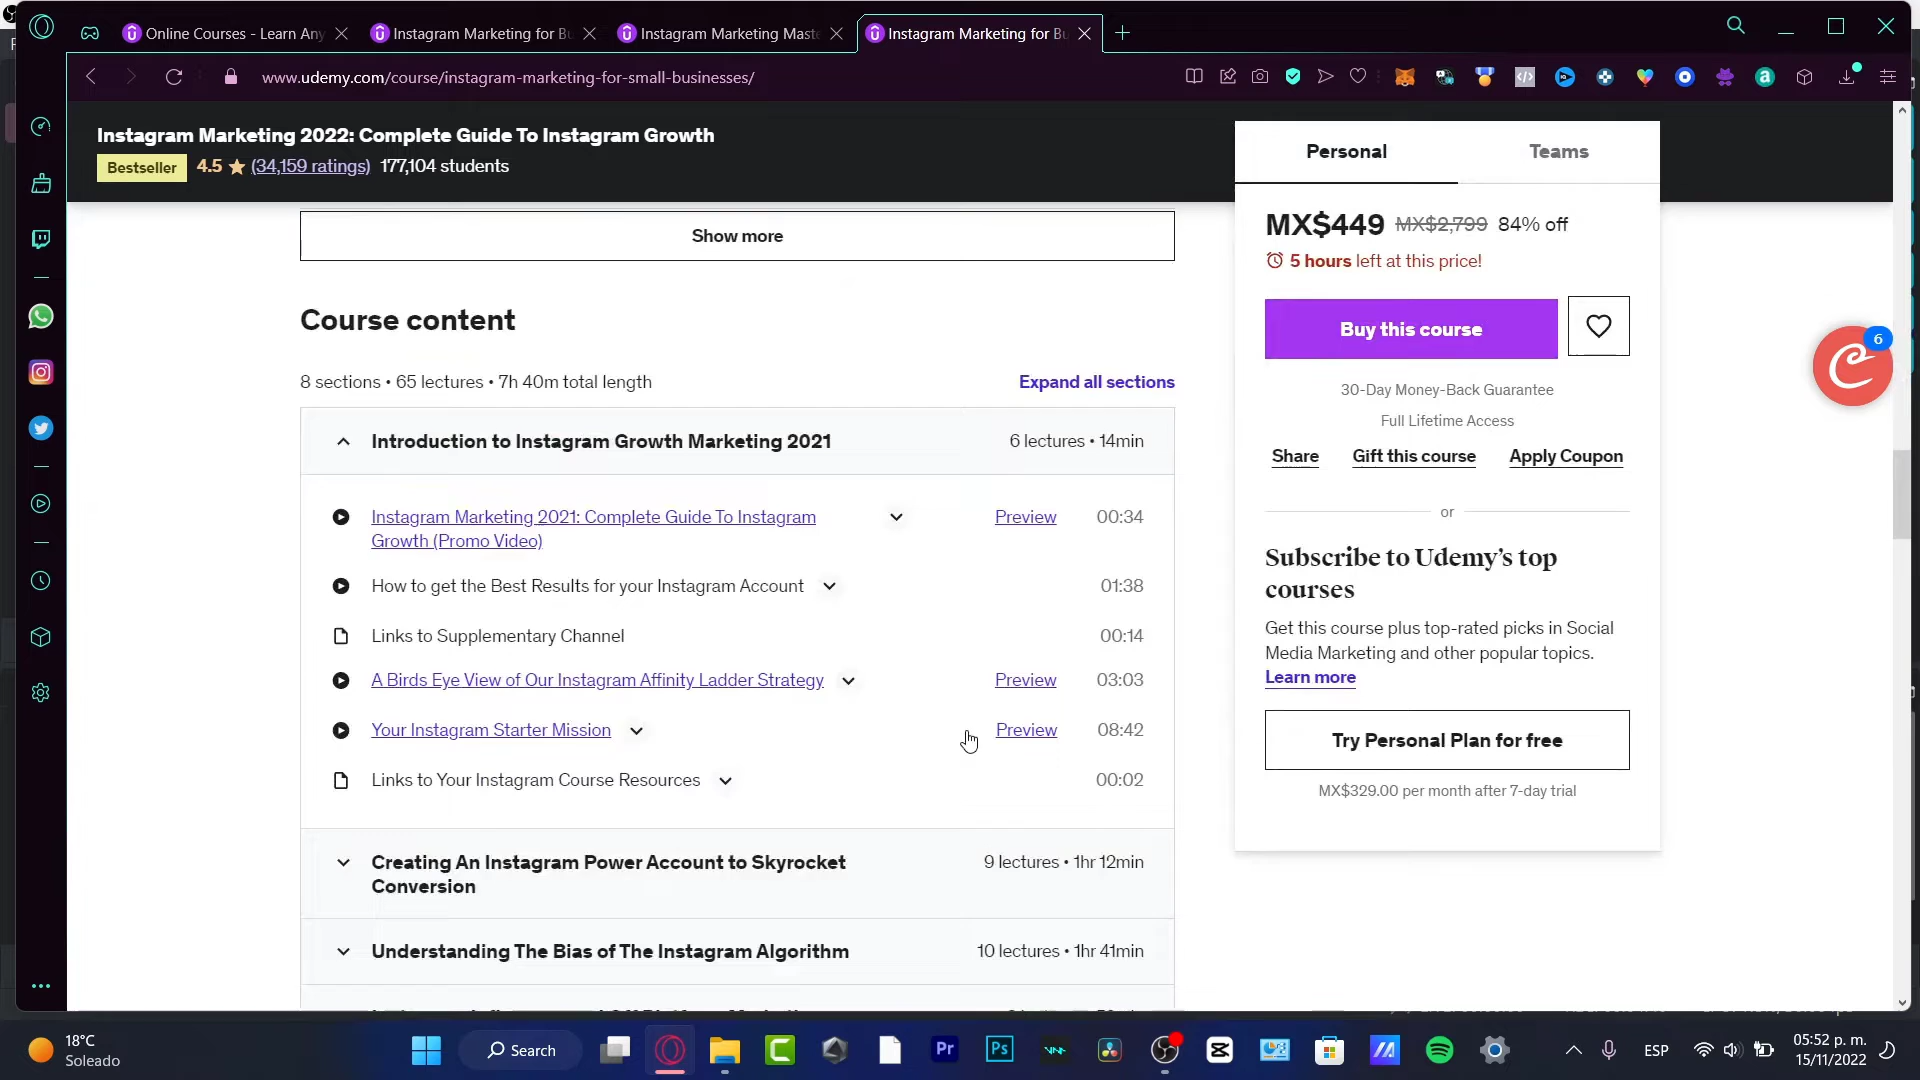 Online Courses - Learn Any
Instagram Marketing for Bu
Instagram Marketing Maste
Instagram Marketing for Bu
www.udemy.com/course/instagram-marketing-for-small-businesses/
Instagram Marketing 2022: Complete Guide To Instagram Growth
Bestseller 4.5 (34,159 ratings) 177,104 students
Show more
Course content
8 sections • 65 lectures • 7h 40m total length
Expand all sections
Introduction to Instagram Growth Marketing 2021
6 lectures • 14min
Instagram Marketing 2021: Complete Guide To Instagram
Growth (Promo Video)
Preview 00:34
How to get the Best Results for your Instagram Account
01:38
Links to Supplementary Channel
00:14
A Birds Eye View of Our Instagram Affinity Ladder Strategy
Preview 03:03
Your Instagram Starter Mission
Preview 08:42
Links to Your Instagram Course Resources
00:02
Creating An Instagram Power Account to Skyrocket
Conversion
9 lectures • 1hr 12min
Understanding The Bias of The Instagram Algorithm
10 lectures • 1hr 41min
Personal
Teams
MX$449 MX$2,799 84% off
5 hours left at this price!
Buy this course
30-Day Money-Back Guarantee
Full Lifetime Access
Share
Gift this course
Apply Coupon
or
Subscribe to Udemy's top
courses
Get this course plus top-rated picks in Social
Media Marketing and other popular topics.
Learn more
Try Personal Plan for free
MX$329.00 per month after 7-day trial
6
18°C
Soleado
Search
Pr
Ps
ESP
05:52 p. m.
15/11/2022